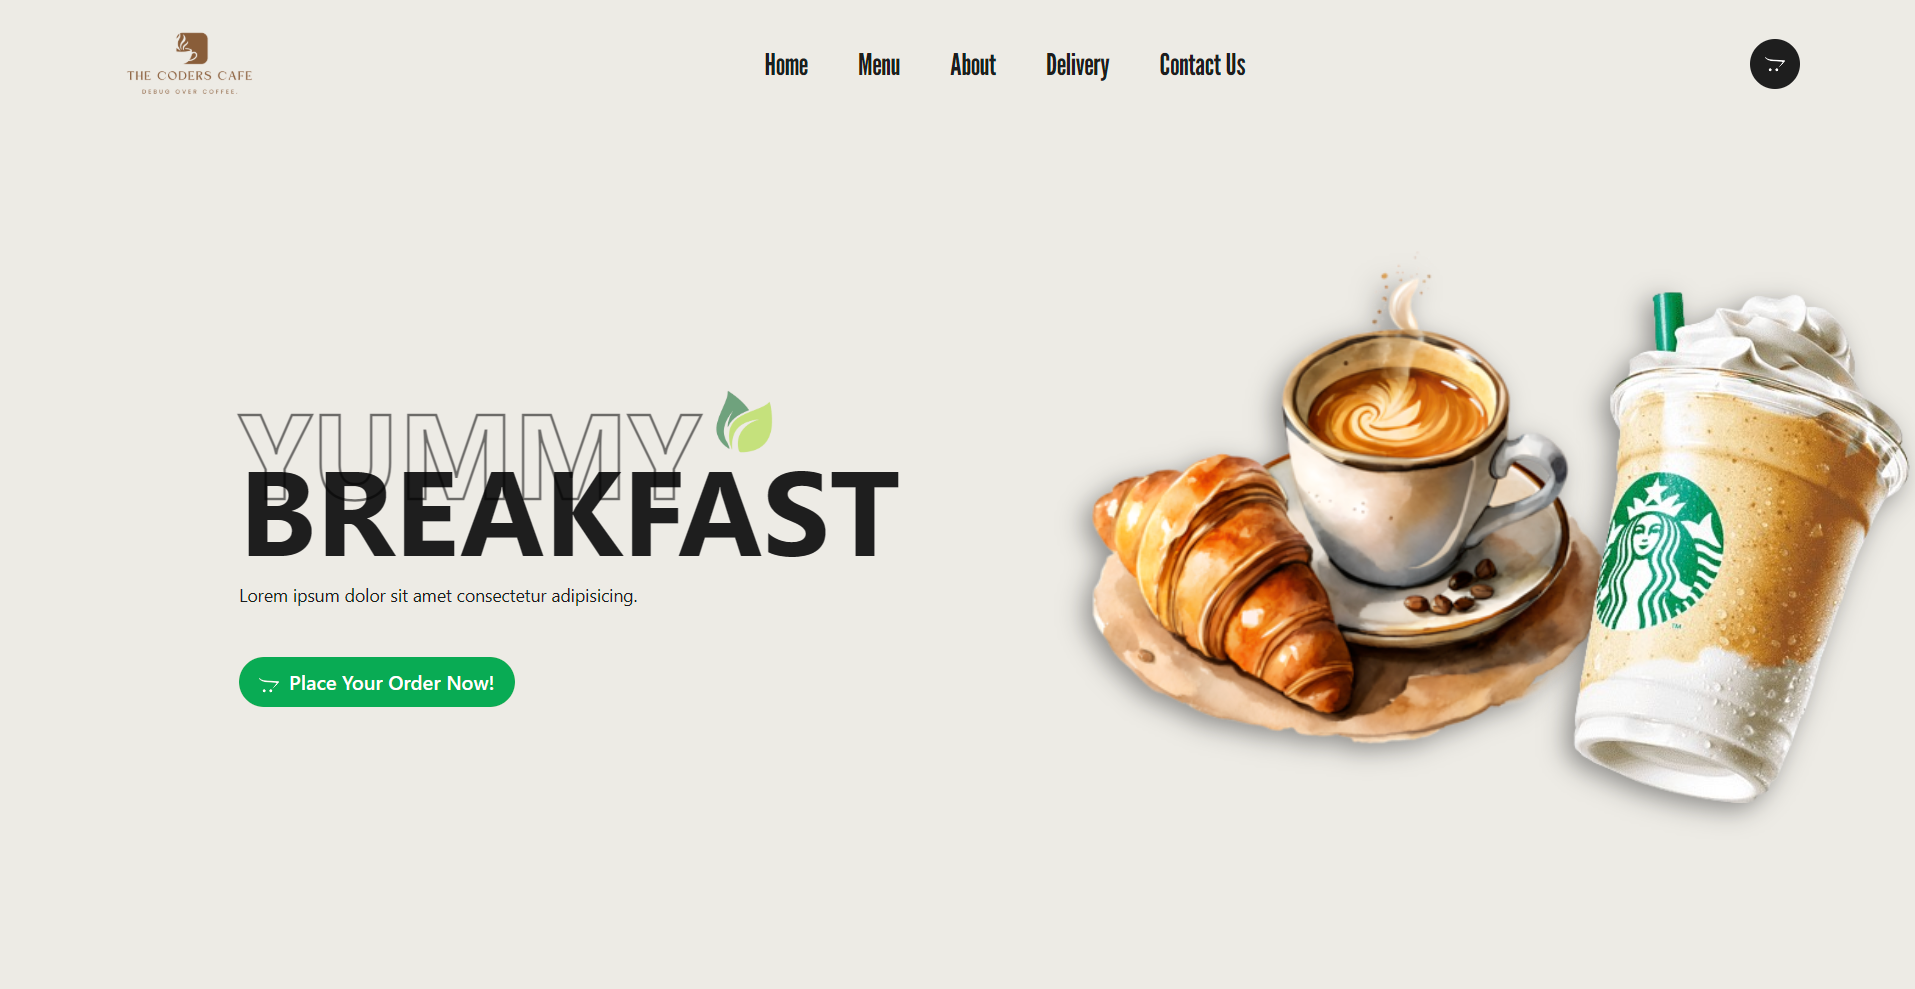 THE CODERS CAFE
DEBUG OVER COFFEE.
Home Menu About Delivery Contact Us
YUMMY
BREAKFAST
Lorem ipsum dolor sit amet consectetur adipisicing.
Place Your Order Now!
TM